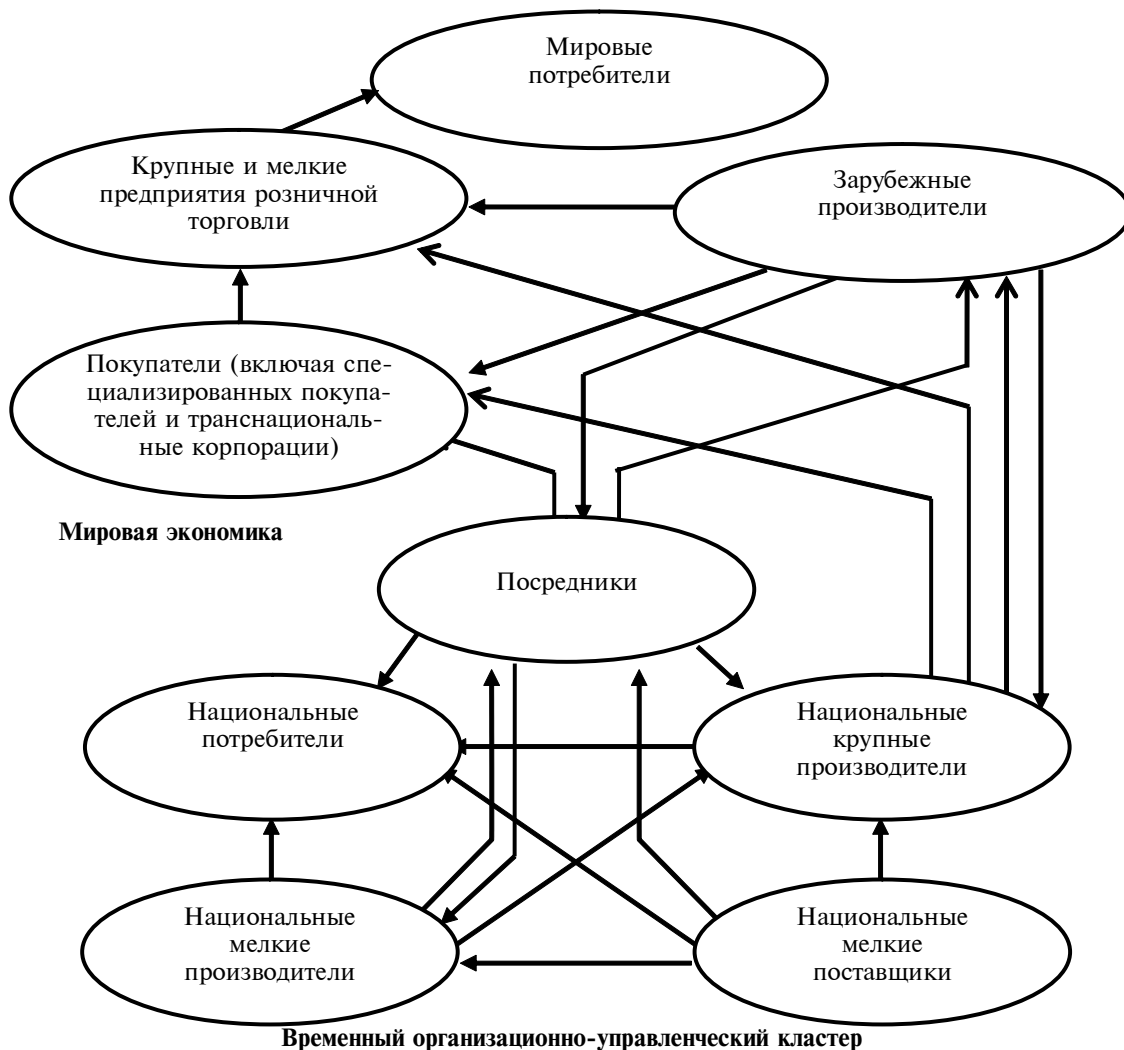 Мировые
потребители
Крупные и мелкие
предприятия розничной
торговли
Зарубежные
производители
Покупатели (включая спе-
циализированных покупа-
телей и транснациональ-
ные корпорации)
Мировая экономика
Посредники
Национальные
потребители
Национальные
крупные
производители
Национальные
мелкие
производители
Национальные
мелкие
поставщики
Временный организационно-управленческий кластер